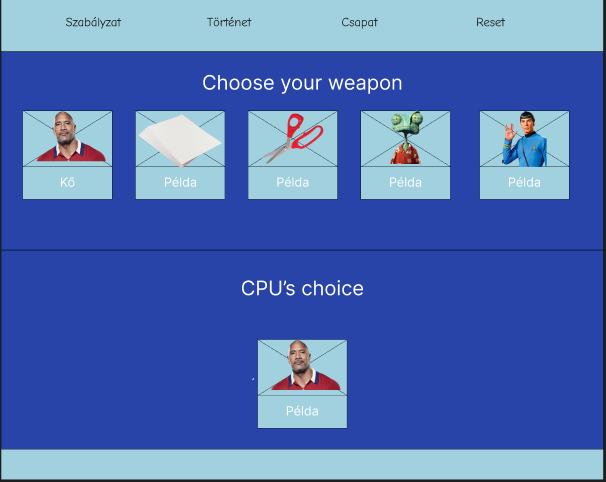 Szabályzat
Történet
Csapat
Reset
Choose your weapon
Kő
Példa
Példa
Példa
Példa
CPU's choice
Példa